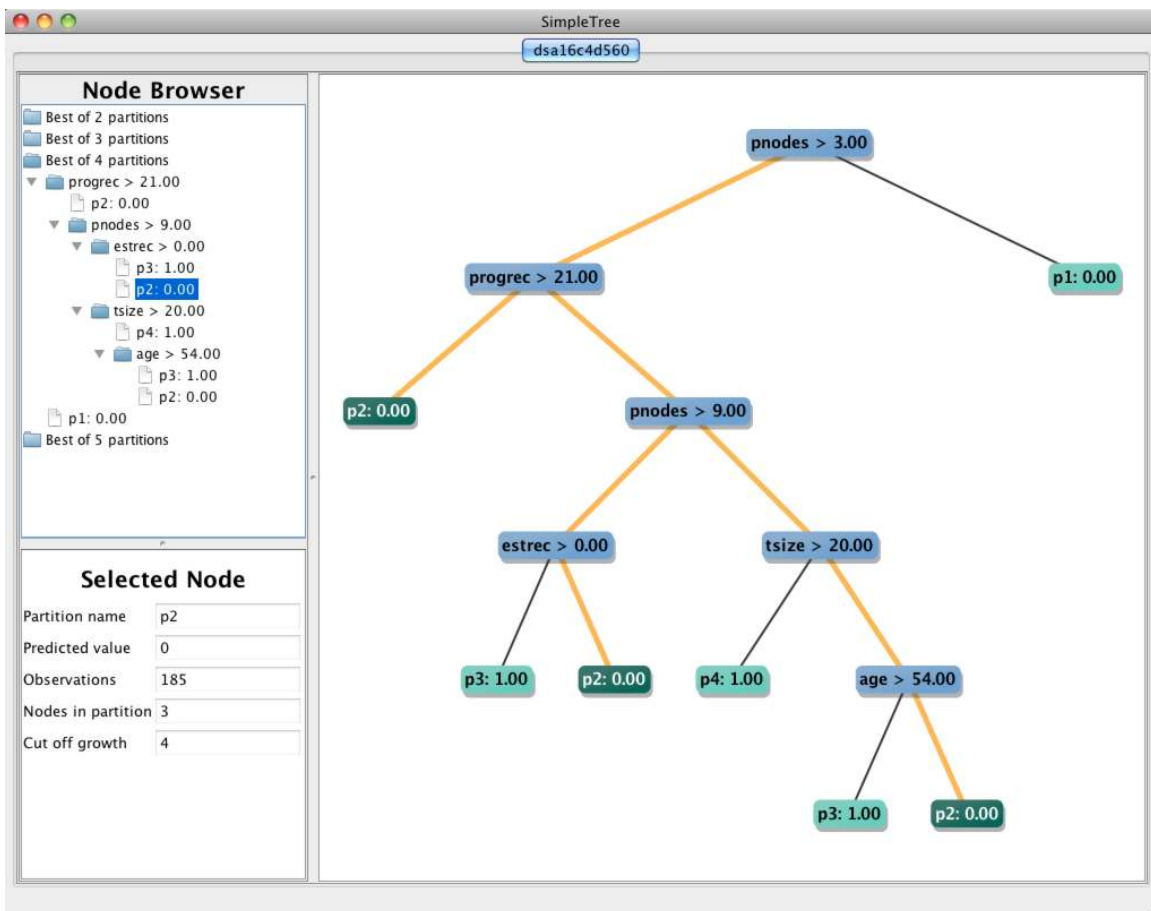 SimpleTree
dsa16c4d560
Node Browser
Best of 2 partitions
Best of 3 partitions
Best of 4 partitions
progrec > 21.00
p2: 0.00
pnodes > 9.00
estrec > 0.00
p3: 1.00
p2: 0.00
tsize > 20.00
p4: 1.00
age > 54.00
p3: 1.00
p2: 0.00
p1: 0.00
Best of 5 partitions
Selected Node
Partition name p2
Predicted value 0
Observations 185
Nodes in partition 3
Cut off growth 4
pnodes > 3.00
progrec > 21.00
p1: 0.00
p2: 0.00
pnodes > 9.00
estrec > 0.00
tsize > 20.00
p3: 1.00
p2: 0.00
p4: 1.00
age > 54.00
p3: 1.00
p2: 0.00